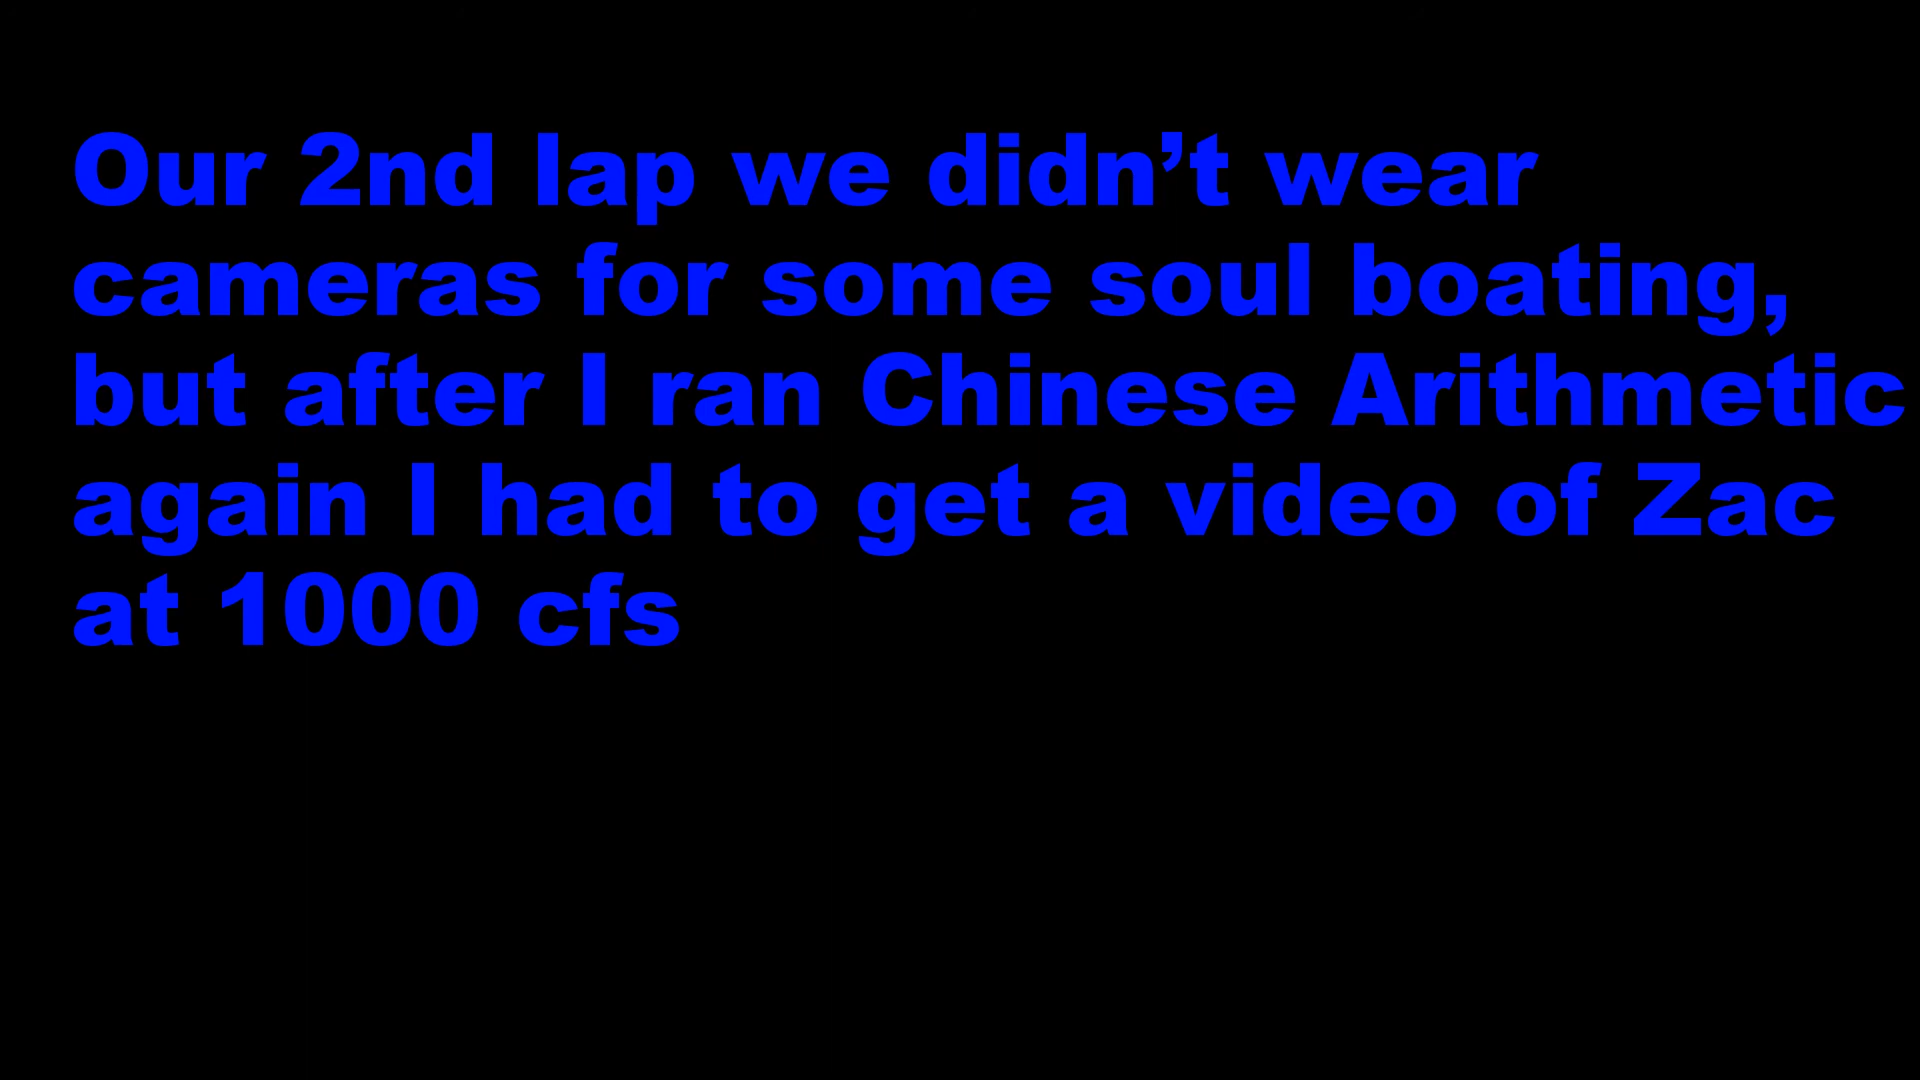 Our 2nd lap we didn’t wear
cameras for some soul boating,
but after I ran Chinese Arithmetic
again I had to get a video of Zac
at 1000 cfs